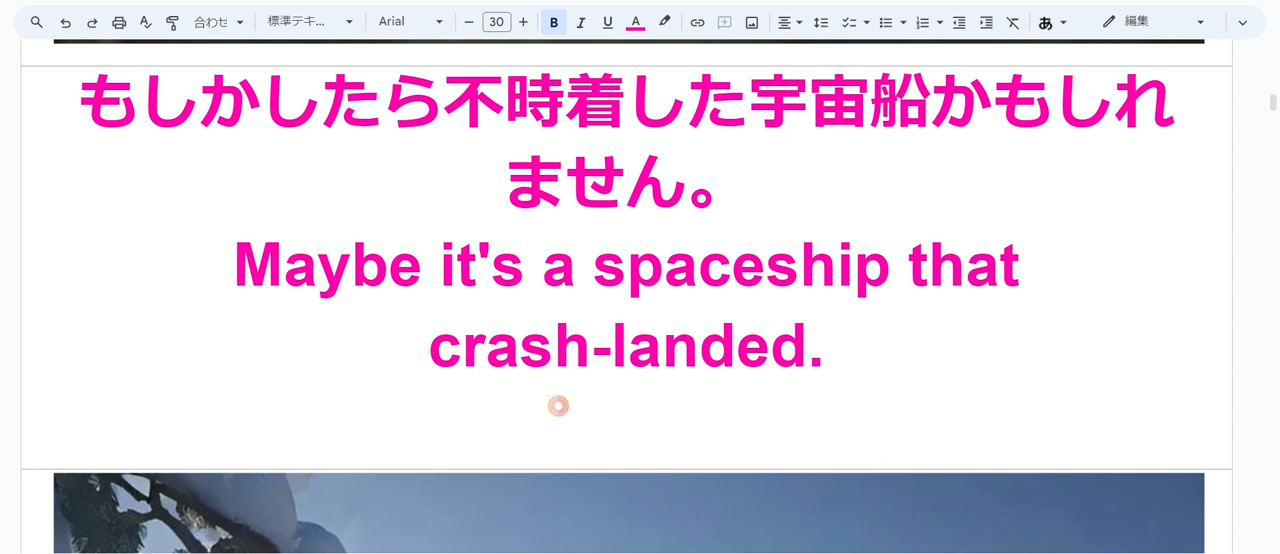 合わせ 標準テキ... Arial 30 B I U A あ 編集
もしかしたら不時着した宇宙船かもしれ
ません。
Maybe it's a spaceship that
crash-landed.